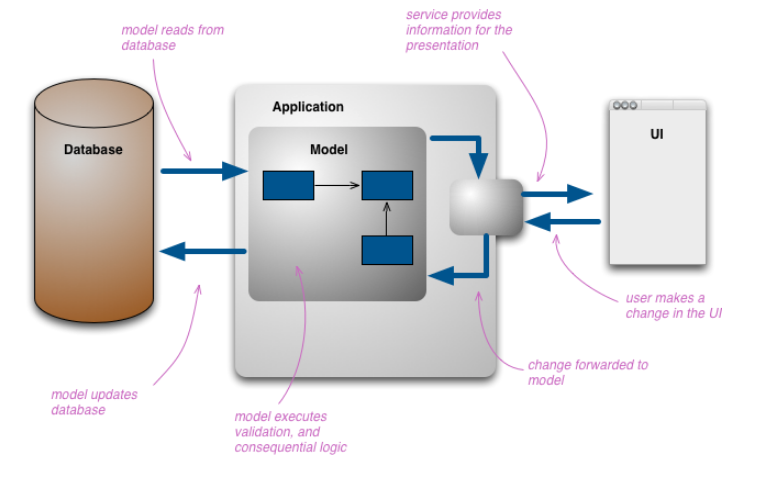 model reads from
database
service provides
information for the
presentation
Application
Database
Model
UI
user makes a
change in the UI
change forwarded to
model
model updates
database
model executes
validation, and
consequential logic